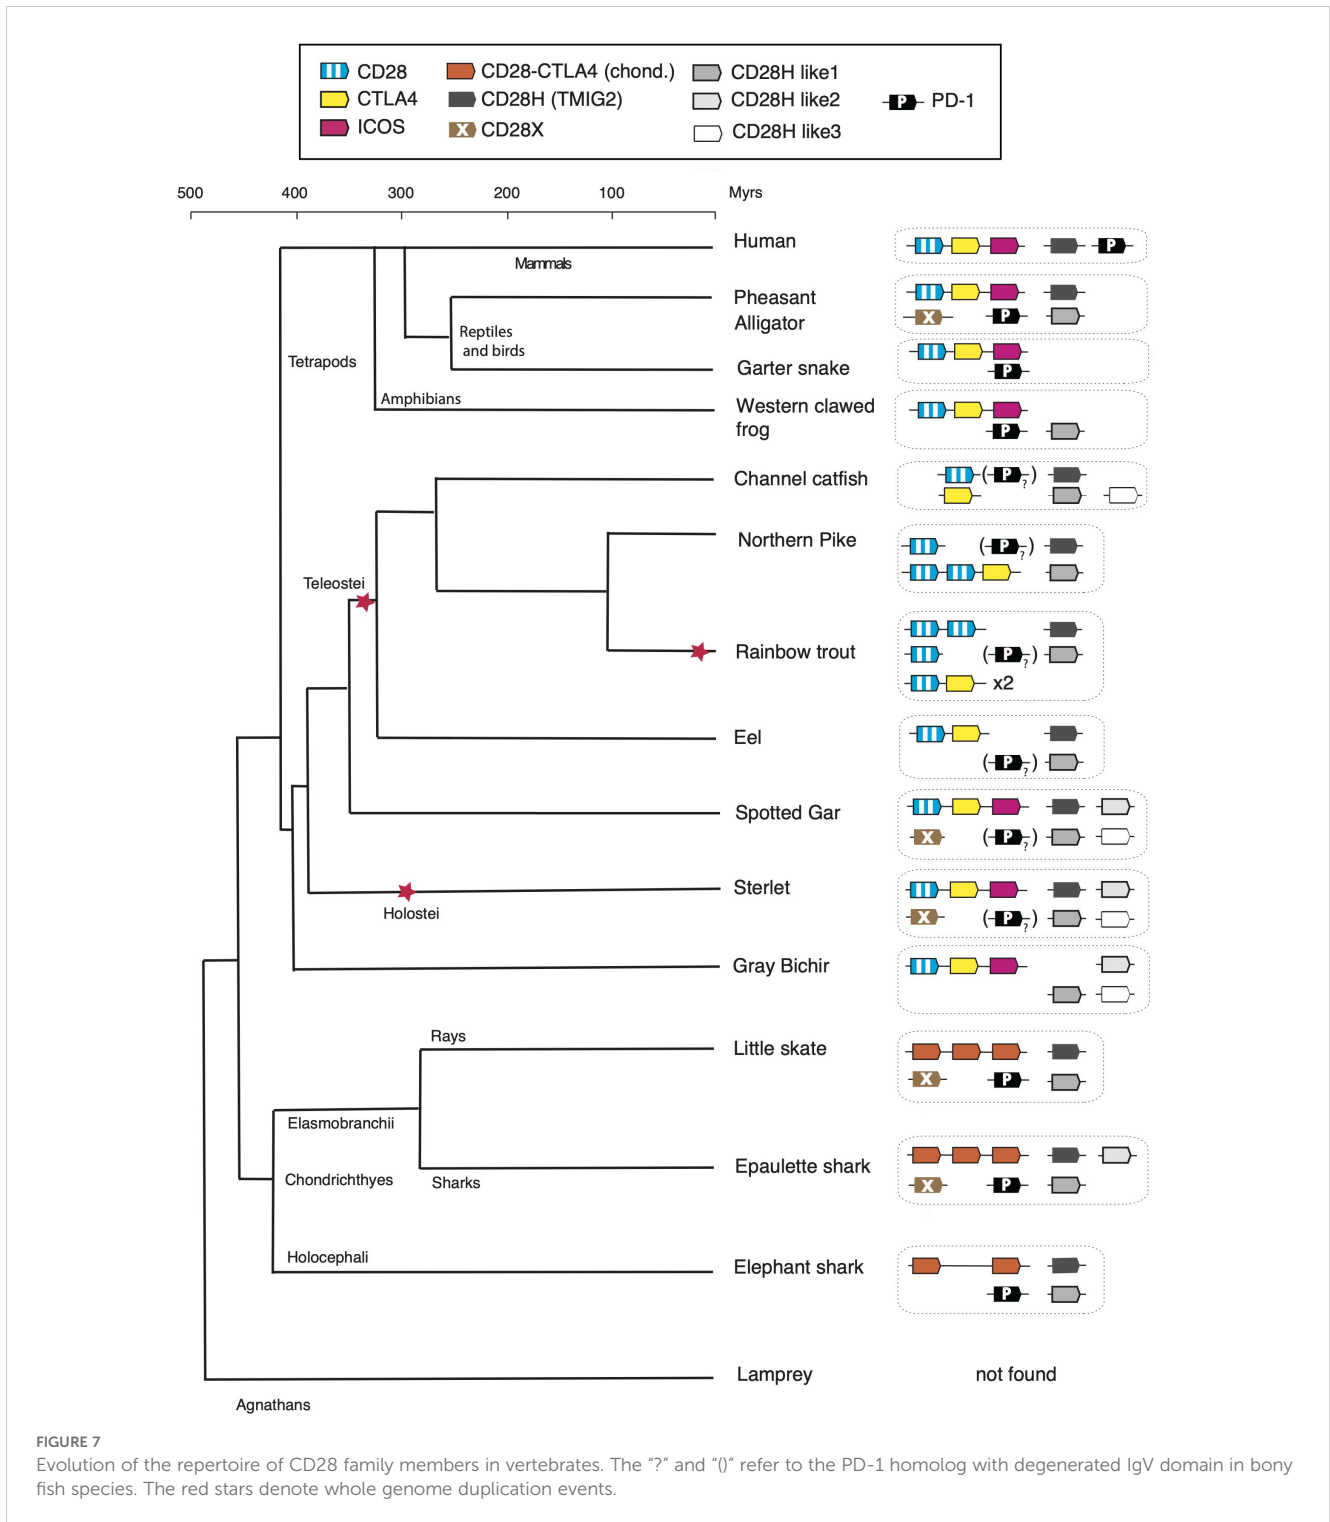 CD28
CTLA4
ICOS
CD28-CTLA4 (chond.)
CD28H (TMIG2)
X CD28X
CD28H like1
CD28H like2
CD28H like3
P PD-1
500 400 300 200 100 Myrs
Human
P
Mammals
Pheasant
Alligator
X P
Reptiles
and birds
Tetrapods
Garter snake
P
Amphibians
Western clawed
frog
P
Channel catfish
( P ? )
Northern Pike
( P ? )
Teleostei
Rainbow trout
( P ? )
x2
Eel
( P ? )
Spotted Gar
X ( P ? )
Sterlet
X ( P ? )
Holostei
Gray Bichir
Rays
Little skate
X P
Elasmobranchii
Chondrichthyes
Sharks
Epaulette shark
X P
Holocephali
Elephant shark
P
Lamprey not found
Agnathans
FIGURE 7
Evolution of the repertoire of CD28 family members in vertebrates. The “?” and “()” refer to the PD-1 homolog with degenerated IgV domain in bony
fish species. The red stars denote whole genome duplication events.